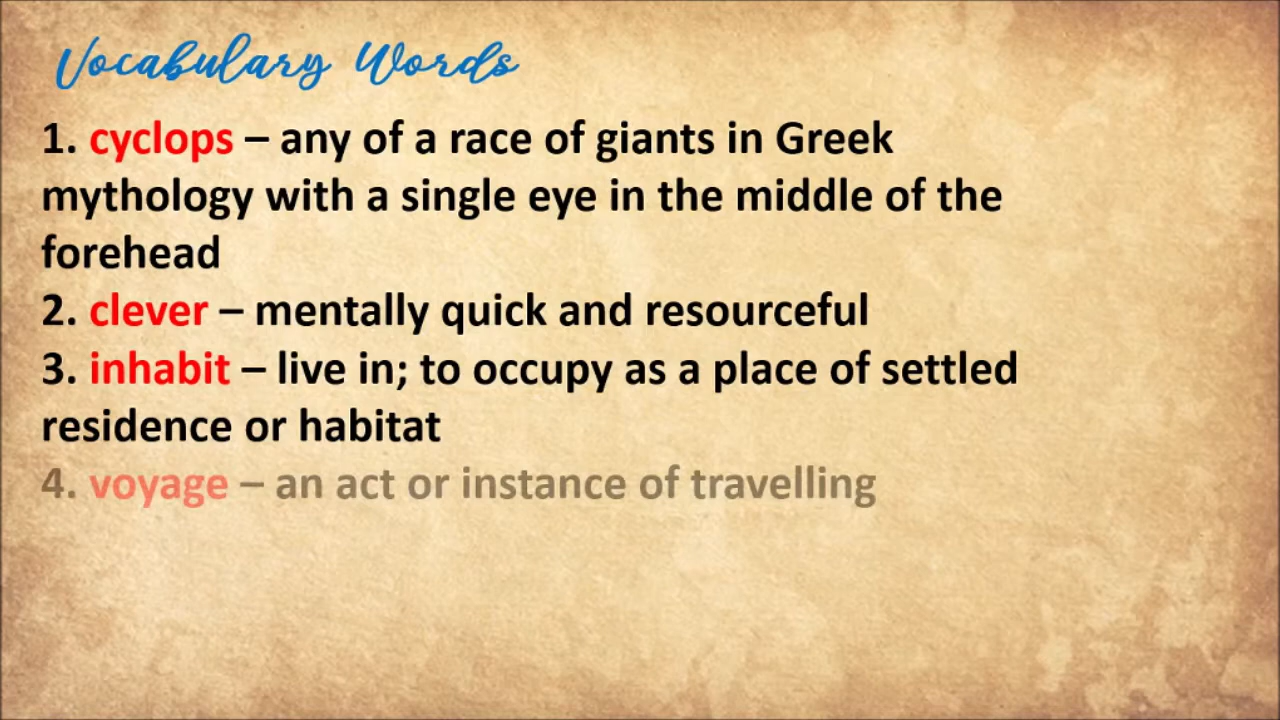 Vocabulary Words
1. cyclops – any of a race of giants in Greek
mythology with a single eye in the middle of the
forehead
2. clever – mentally quick and resourceful
3. inhabit – live in; to occupy as a place of settled
residence or habitat
4. voyage – an act or instance of travelling